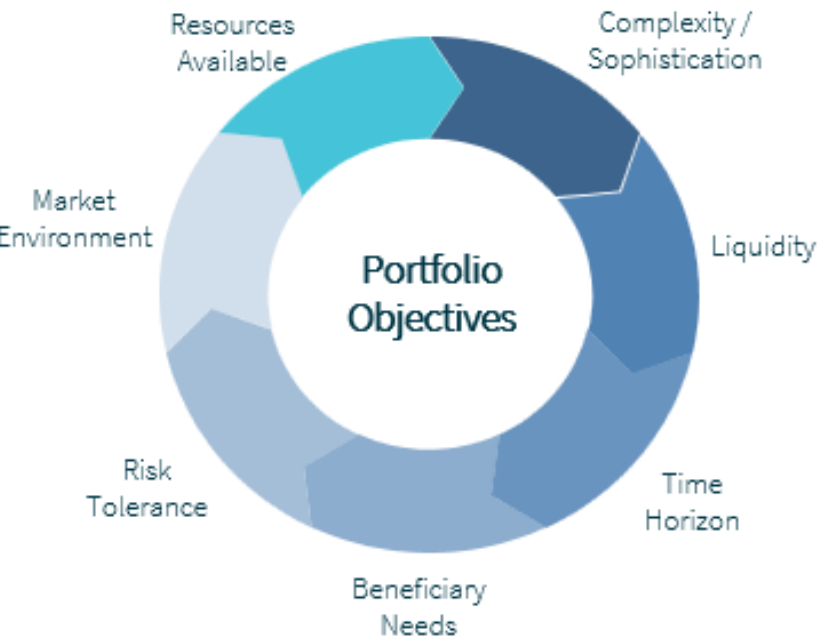 Resources
Available
Complexity /
Sophistication
Market
Environment
Liquidity
Portfolio
Objectives
Risk
Tolerance
Time
Horizon
Beneficiary
Needs